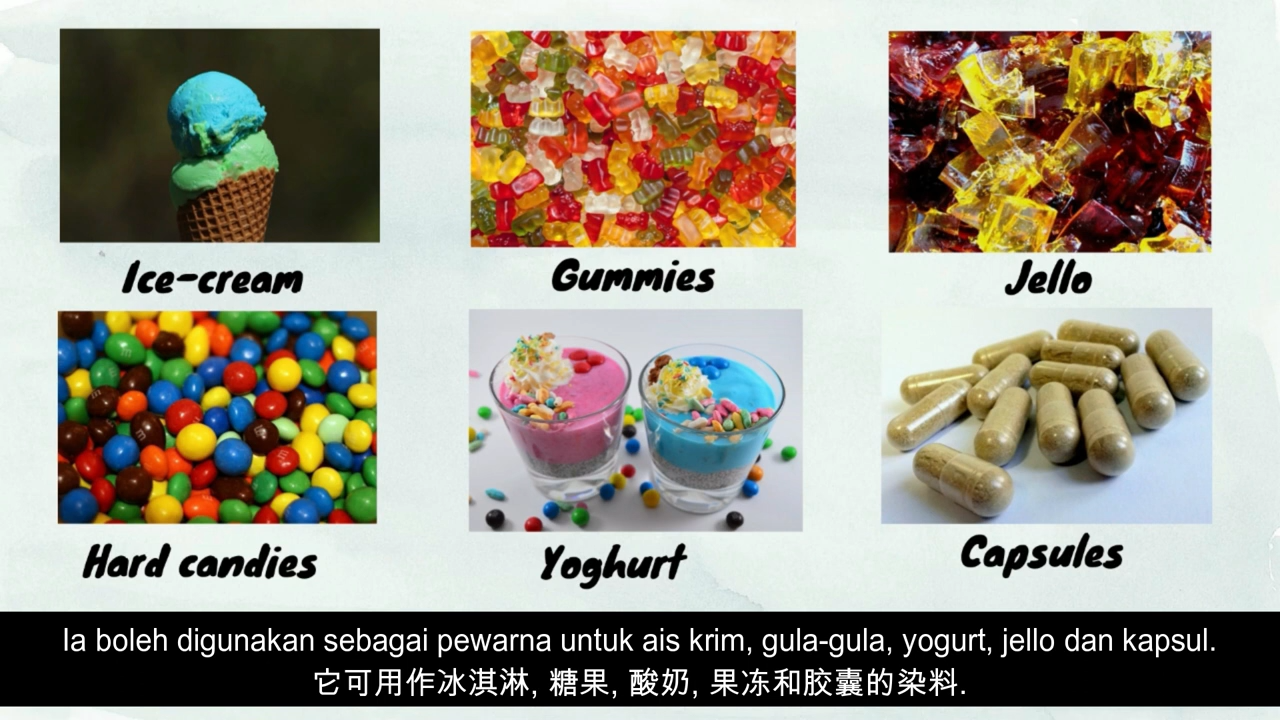 Ice-cream
Gummies
Jello
Hard candies
Yoghurt
Capsules
Ia boleh digunakan sebagai pewarna untuk ais krim, gula-gula, yogurt, jello dan kapsul.
它可用作冰淇淋, 糖果, 酸奶, 果冻和胶囊的染料.